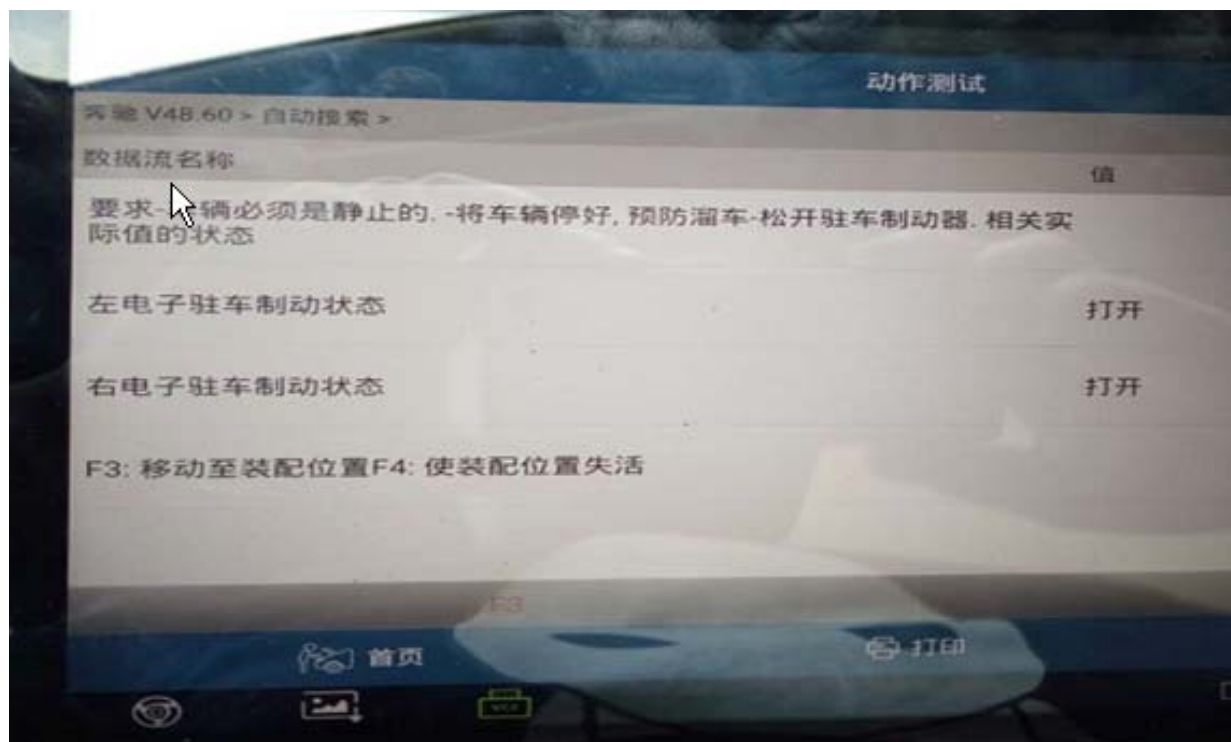 动作测试
奔驰 V48.60 > 自动搜索 >
数据流名称 值
要求- 辆必须是静止的. -将车辆停好, 预防溜车-松开驻车制动器. 相关实
际值的状态
左电子驻车制动状态 打开
右电子驻车制动状态 打开
F3: 移动至装配位置F4: 使装配位置失活
F3
首页 打印
VCI